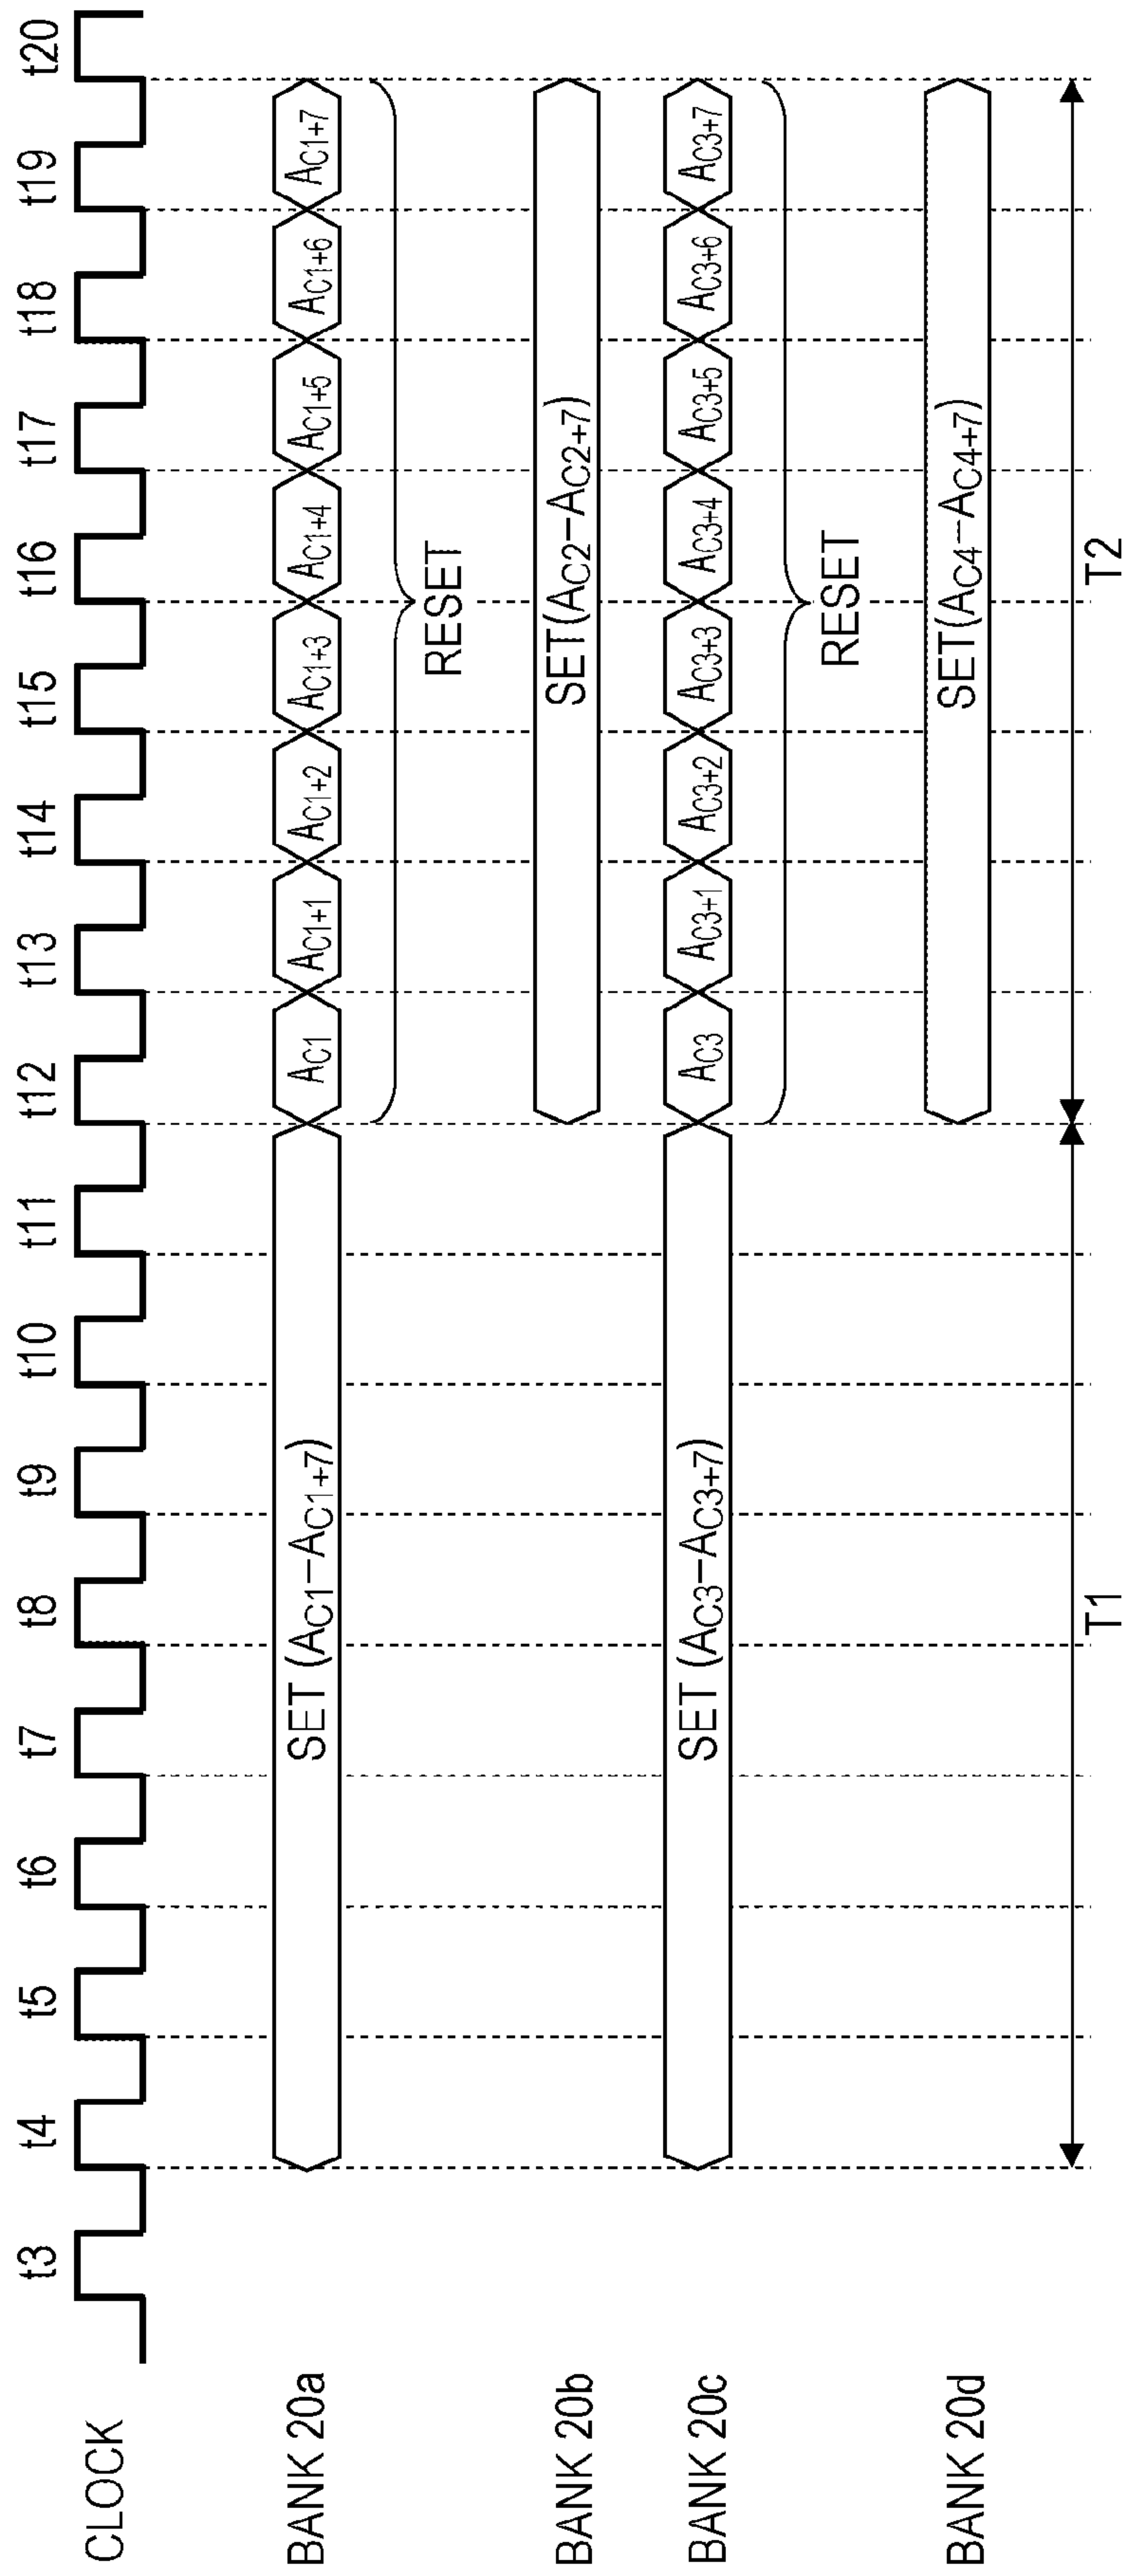 CLOCK t3 t4 t5 t6 t7 t8 t9 t10 t11 t12 t13 t14 t15 t16 t17 t18 t19 t20
BANK 20a SET (AC1−AC1+7) AC1 AC1+1 AC1+2 AC1+3 AC1+4 AC1+5 AC1+6 AC1+7
RESET
BANK 20b SET(AC2−AC2+7)
BANK 20c SET (AC3−AC3+7) AC3 AC3+1 AC3+2 AC3+3 AC3+4 AC3+5 AC3+6 AC3+7
RESET
BANK 20d SET(AC4−AC4+7)
T1 T2